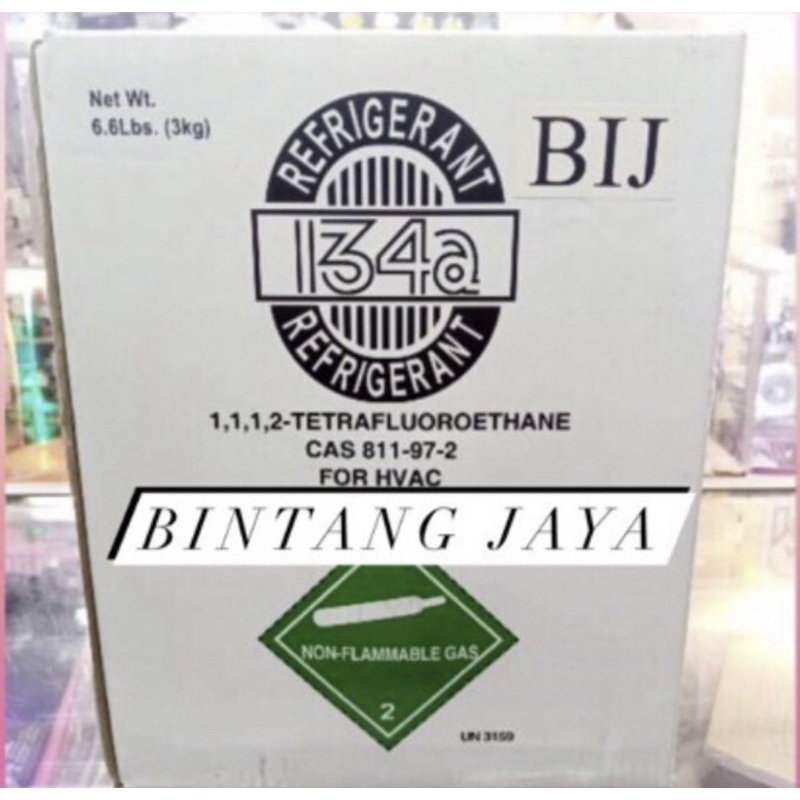 Net Wt.
6.6Lbs. (3kg)
REFRIGERANT
BIJ
134a
REFRIGERANT
1,1,1,2-TETRAFLUOROETHANE
CAS 811-97-2
FOR HVAC
BINTANG JAYA
NON-FLAMMABLE GAS
2
UN 3159